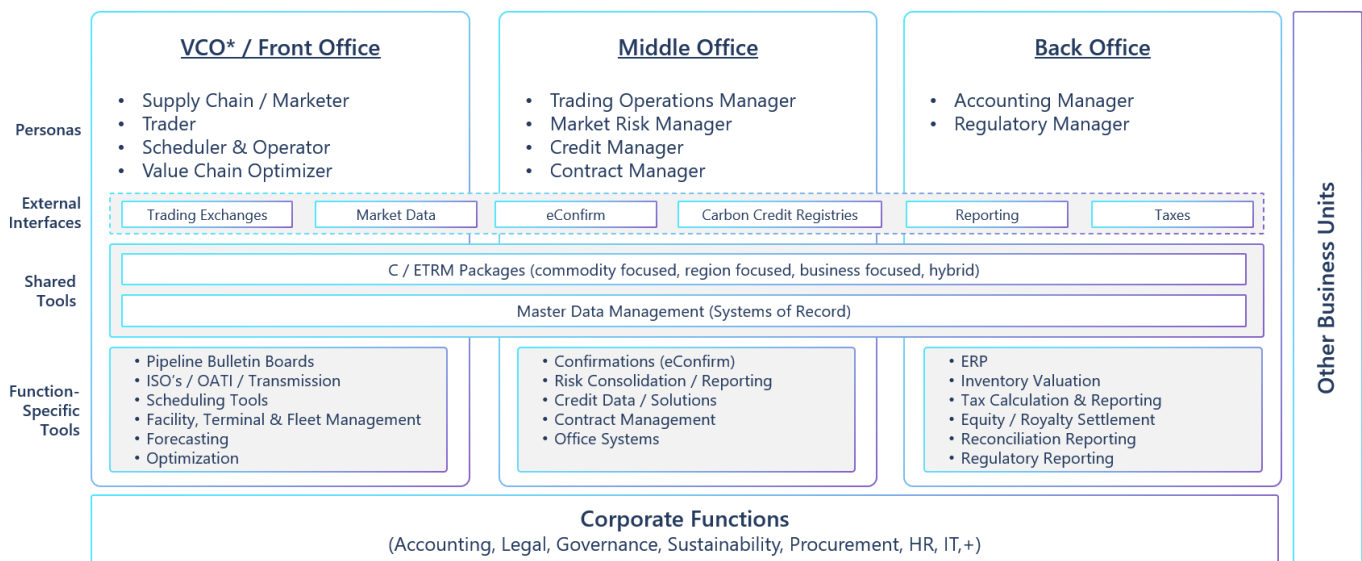 VCO* / Front Office
• Supply Chain / Marketer
• Trader
• Scheduler & Operator
• Value Chain Optimizer
Middle Office
• Trading Operations Manager
• Market Risk Manager
• Credit Manager
• Contract Manager
Back Office
• Accounting Manager
• Regulatory Manager
Personas
External
Interfaces
Trading Exchanges
Market Data
eConfirm
Carbon Credit Registries
Reporting
Taxes
Shared
Tools
C / ETRM Packages (commodity focused, region focused, business focused, hybrid)
Master Data Management (Systems of Record)
Function-
Specific
Tools
• Pipeline Bulletin Boards
• ISO's / OATI / Transmission
• Scheduling Tools
• Facility, Terminal & Fleet Management
• Forecasting
• Optimization
• Confirmations (eConfirm)
• Risk Consolidation / Reporting
• Credit Data / Solutions
• Contract Management
• Office Systems
• ERP
• Inventory Valuation
• Tax Calculation & Reporting
• Equity / Royalty Settlement
• Reconciliation Reporting
• Regulatory Reporting
Corporate Functions
(Accounting, Legal, Governance, Sustainability, Procurement, HR, IT,+)
Other Business Units